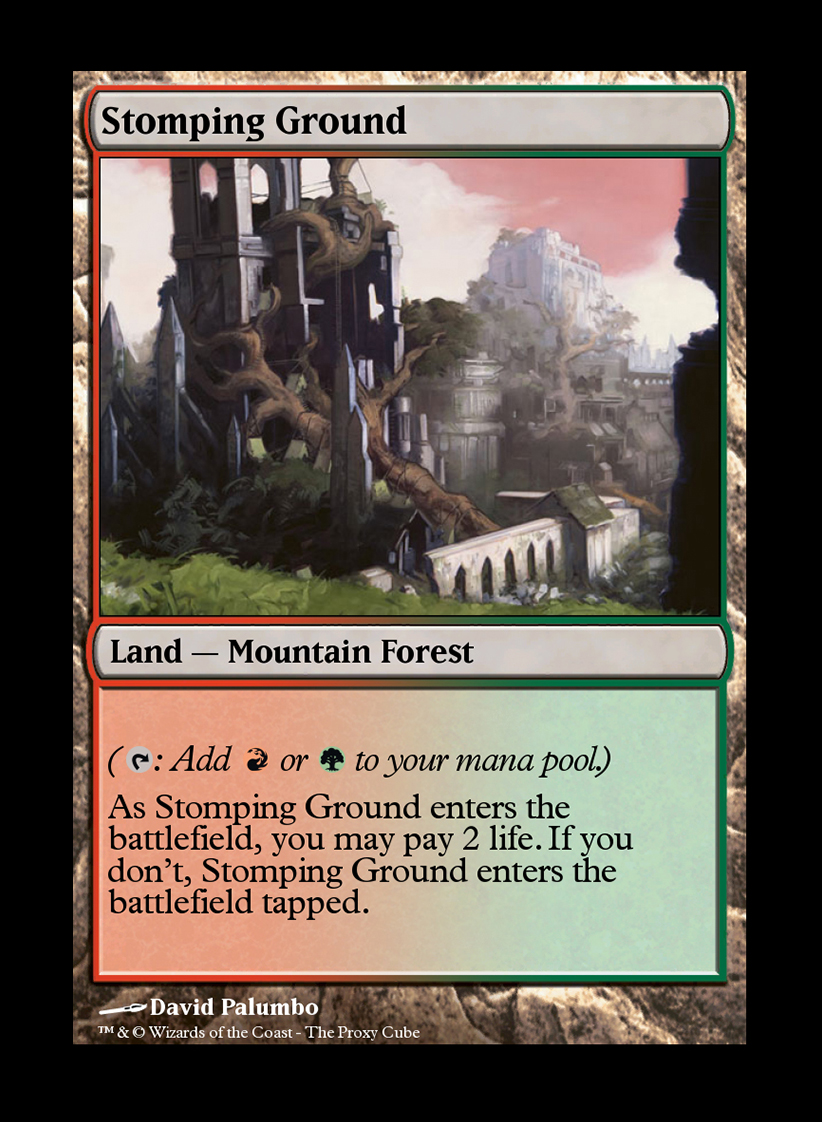 Stomping Ground
Land — Mountain Forest
( : Add or to your mana pool.)
As Stomping Ground enters the
battlefield, you may pay 2 life. If you
don't, Stomping Ground enters the
battlefield tapped.
David Palumbo
™ & © Wizards of the Coast - The Proxy Cube